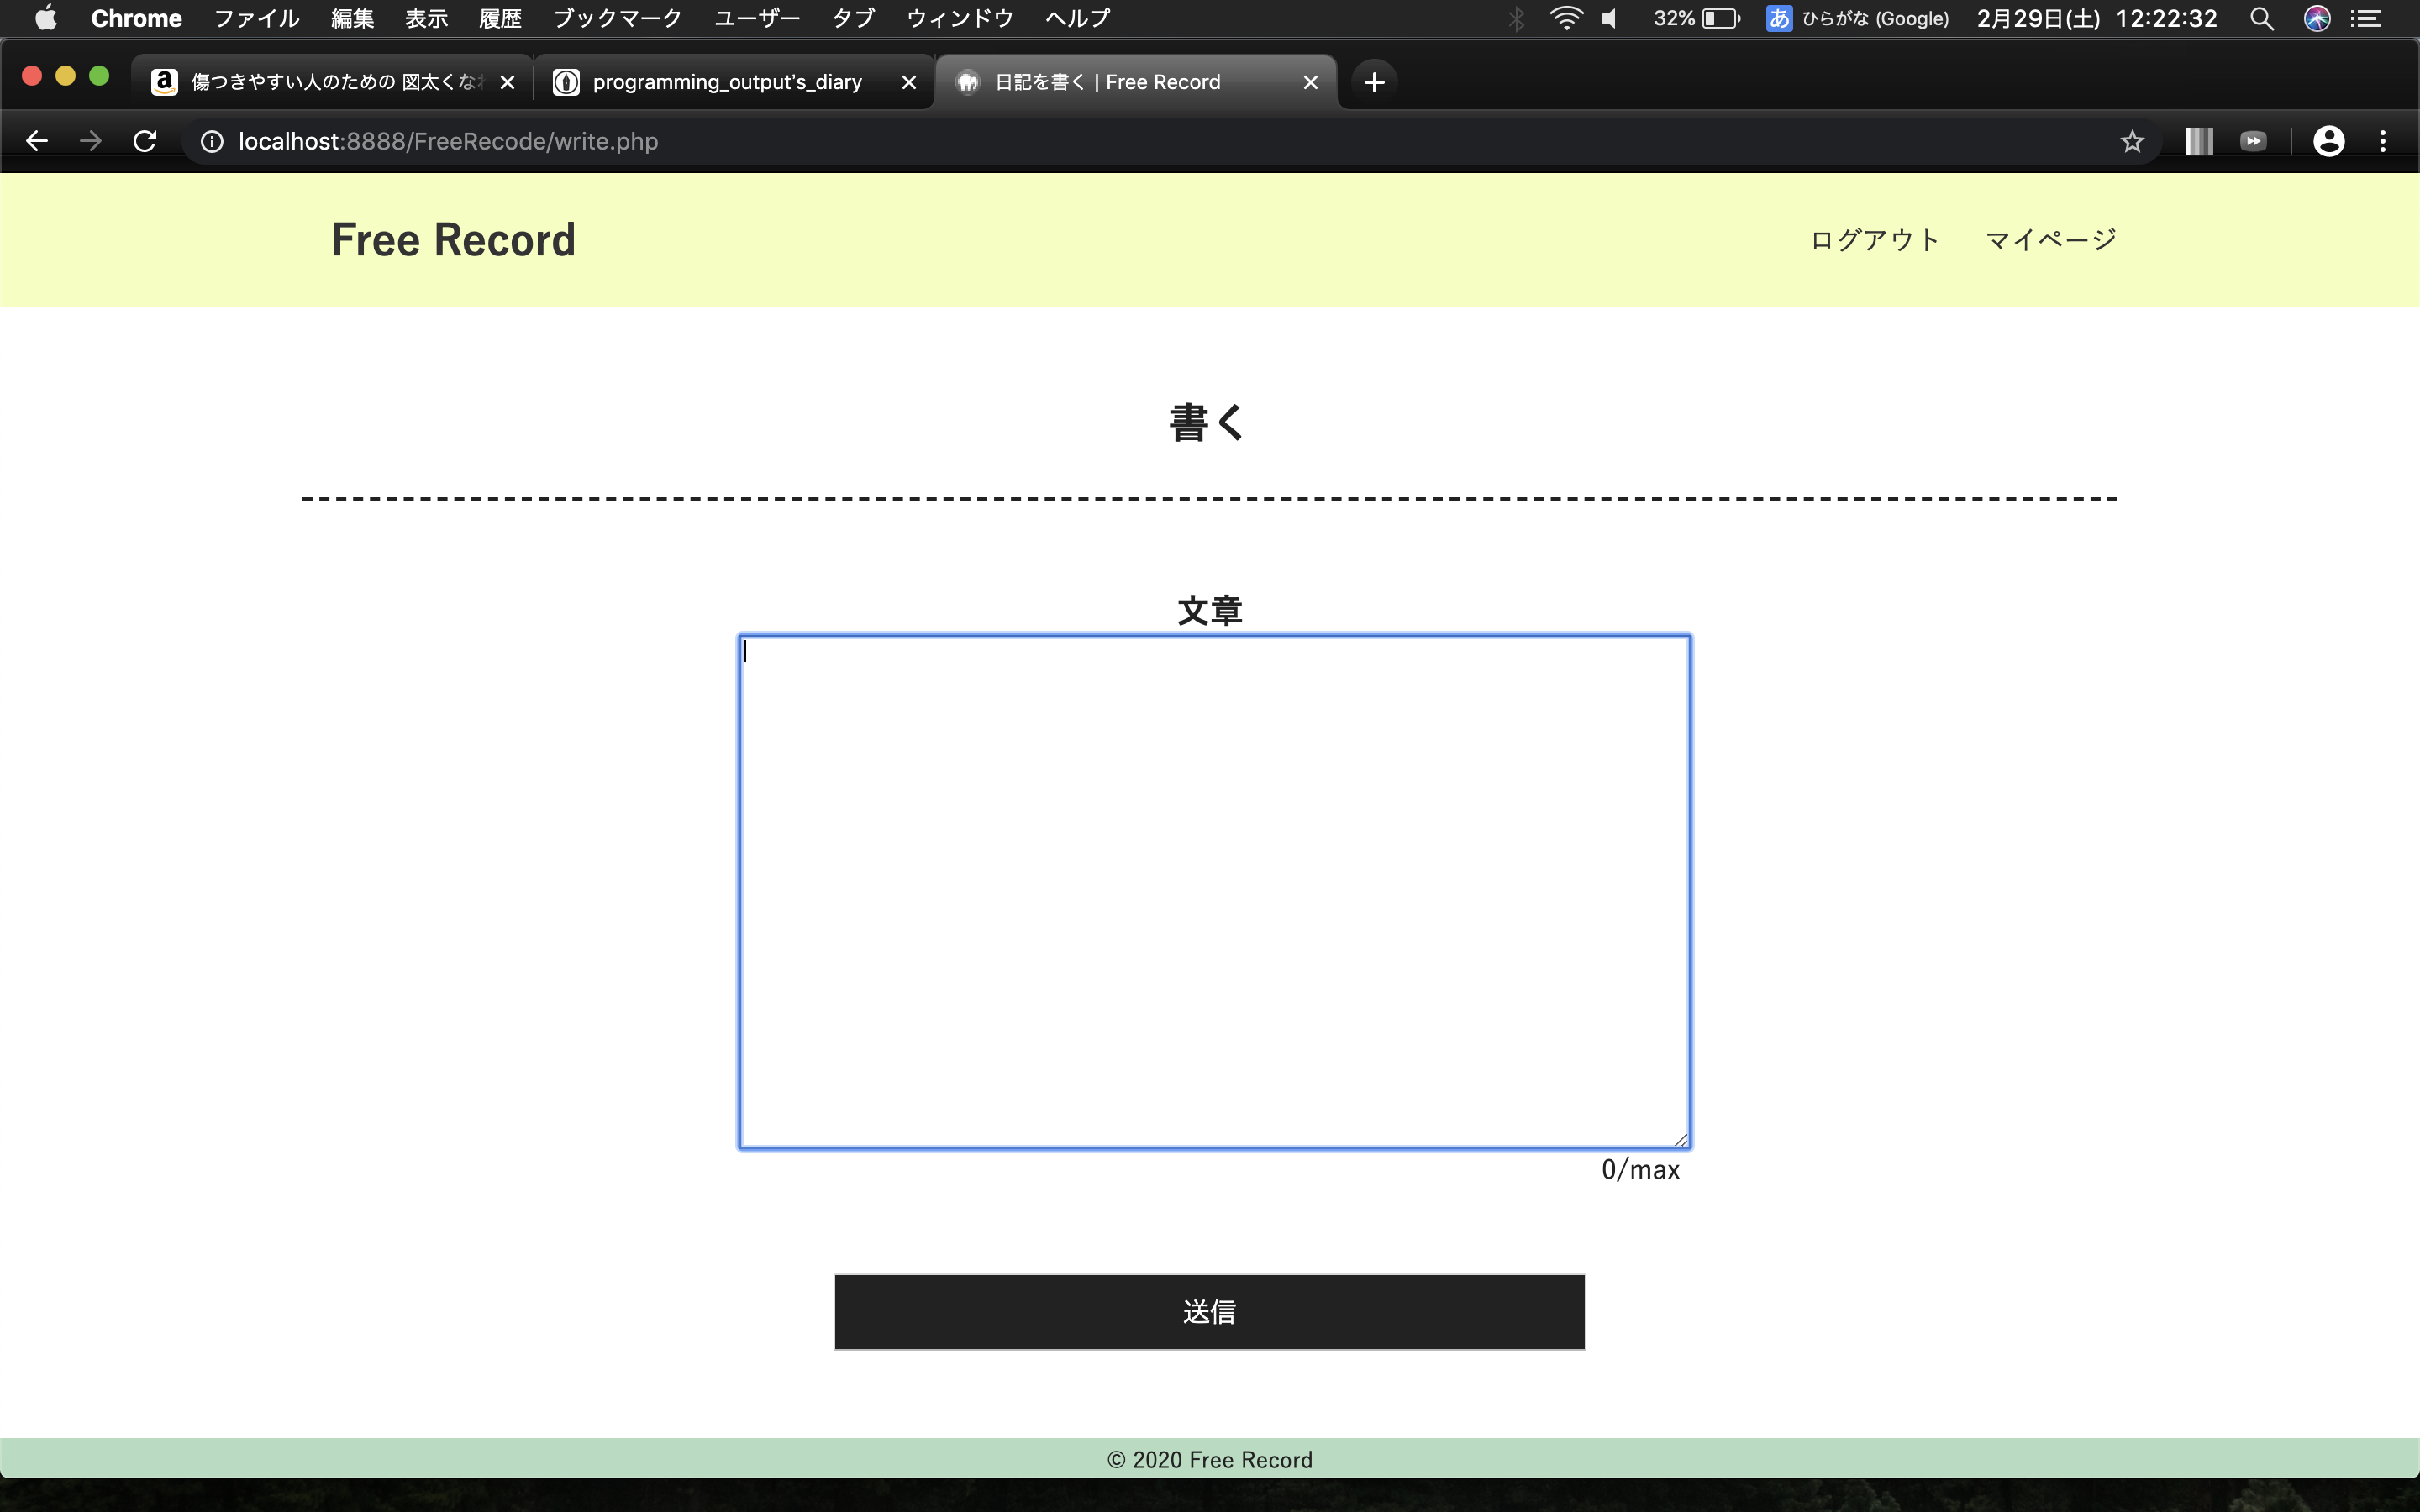 Chrome ファイル 編集 表示 履歴 ブックマーク ユーザー タブ ウィンドウ ヘルプ 32% あ ひらがな (Google) 2月29日(土) 12:22:32
傷つきやすい人のための 図太くな programming_output's_diary 日記を書く | Free Record
localhost:8888/FreeRecode/write.php
Free Record ログアウト マイページ
書く
文章
0/max
送信
© 2020 Free Record